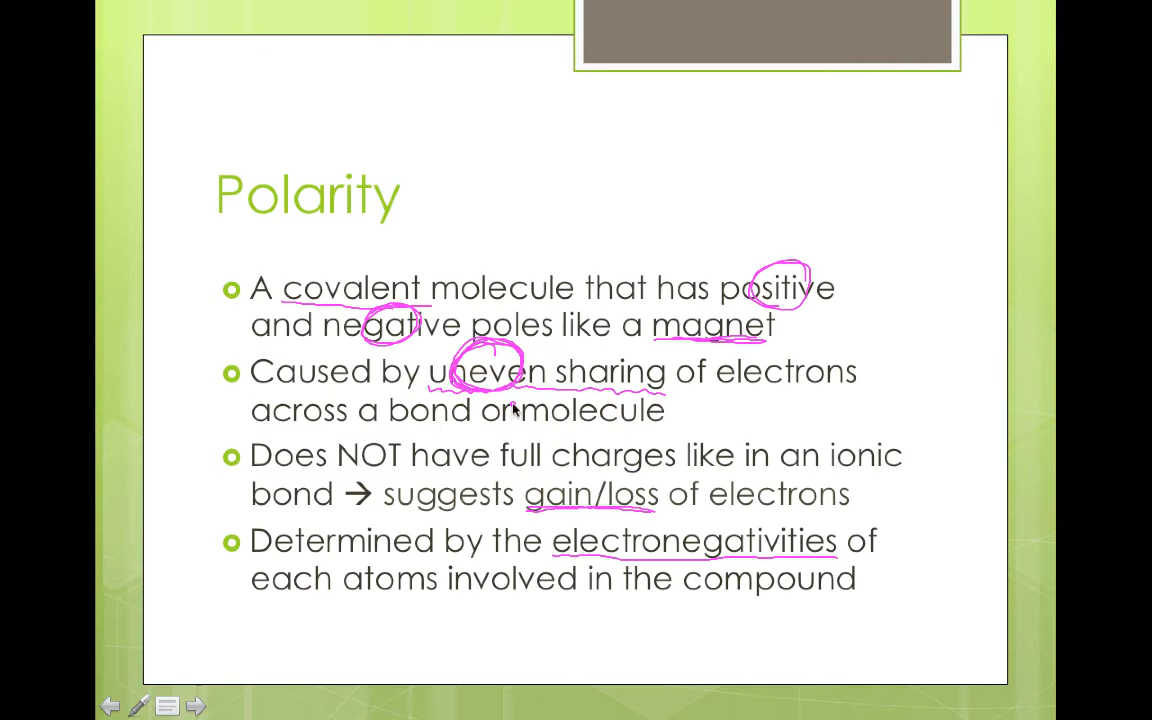 Polarity
A covalent molecule that has positive
and negative poles like a magnet
Caused by uneven sharing of electrons
across a bond or molecule
Does NOT have full charges like in an ionic
bond → suggests gain/loss of electrons
Determined by the electronegativities of
each atoms involved in the compound